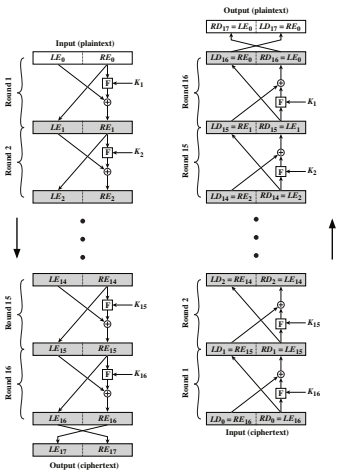 Output (plaintext)
RD17 = LE0 LD17 = RE0
Input (plaintext)
LE0 RE0
Round 1
F
K1
LE1 RE1
Round 2
F
K2
LE2 RE2
LE14 RE14
Round 15
F
K15
LE15 RE15
Round 16
F
K16
LE16 RE16
LE17 RE17
Output (ciphertext)
LD16 = RE0 RD16 = LE0
Round 16
F
K1
LD15 = RE1 RD15 = LE1
Round 15
F
K2
LD14 = RE2 RD14 = LE2
LD2 = RE14 RD2 = LE14
Round 2
F
K15
LD1 = RE15 RD1 = LE15
Round 1
F
K16
LD0 = RE16 RD0 = LE16
Input (ciphertext)